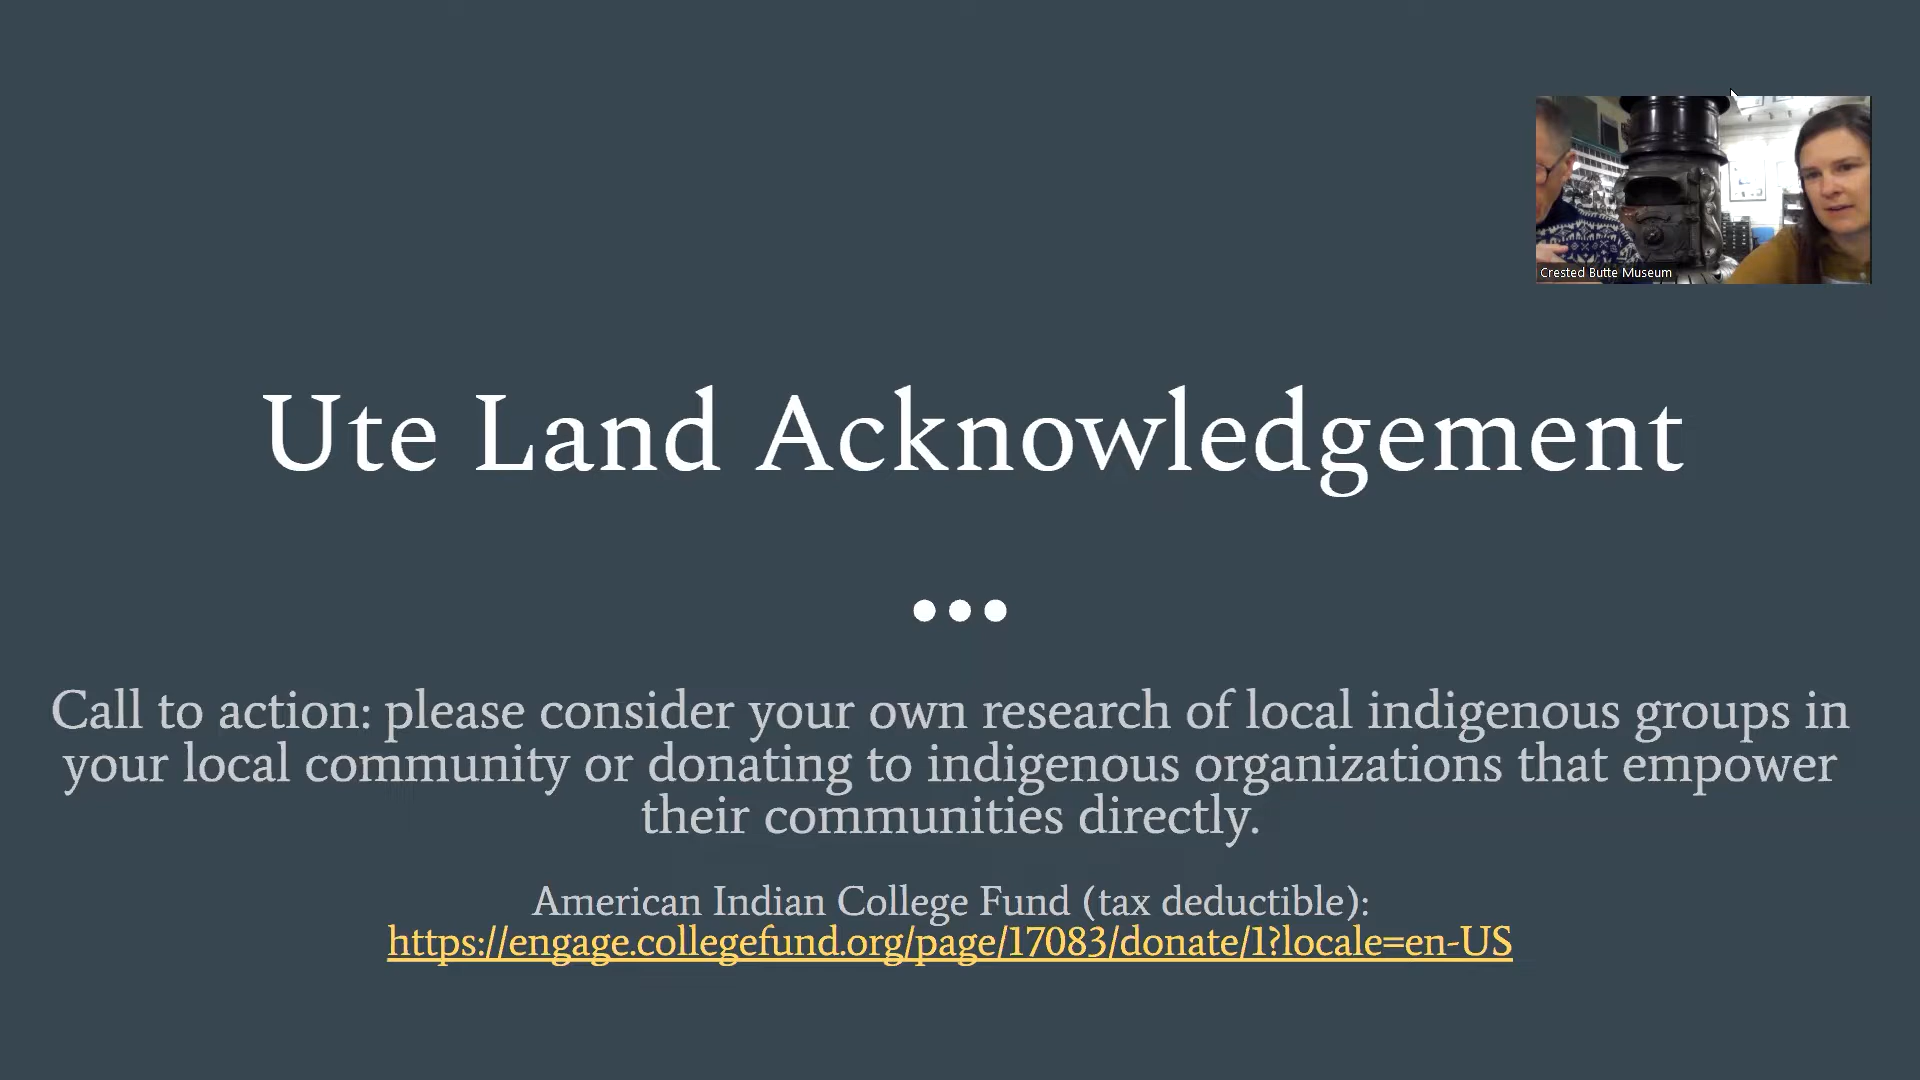 Crested Butte Museum
Ute Land Acknowledgement
Call to action: please consider your own research of local indigenous groups in
your local community or donating to indigenous organizations that empower
their communities directly.
American Indian College Fund (tax deductible):
https://engage.collegefund.org/page/17083/donate/1?locale=en-US